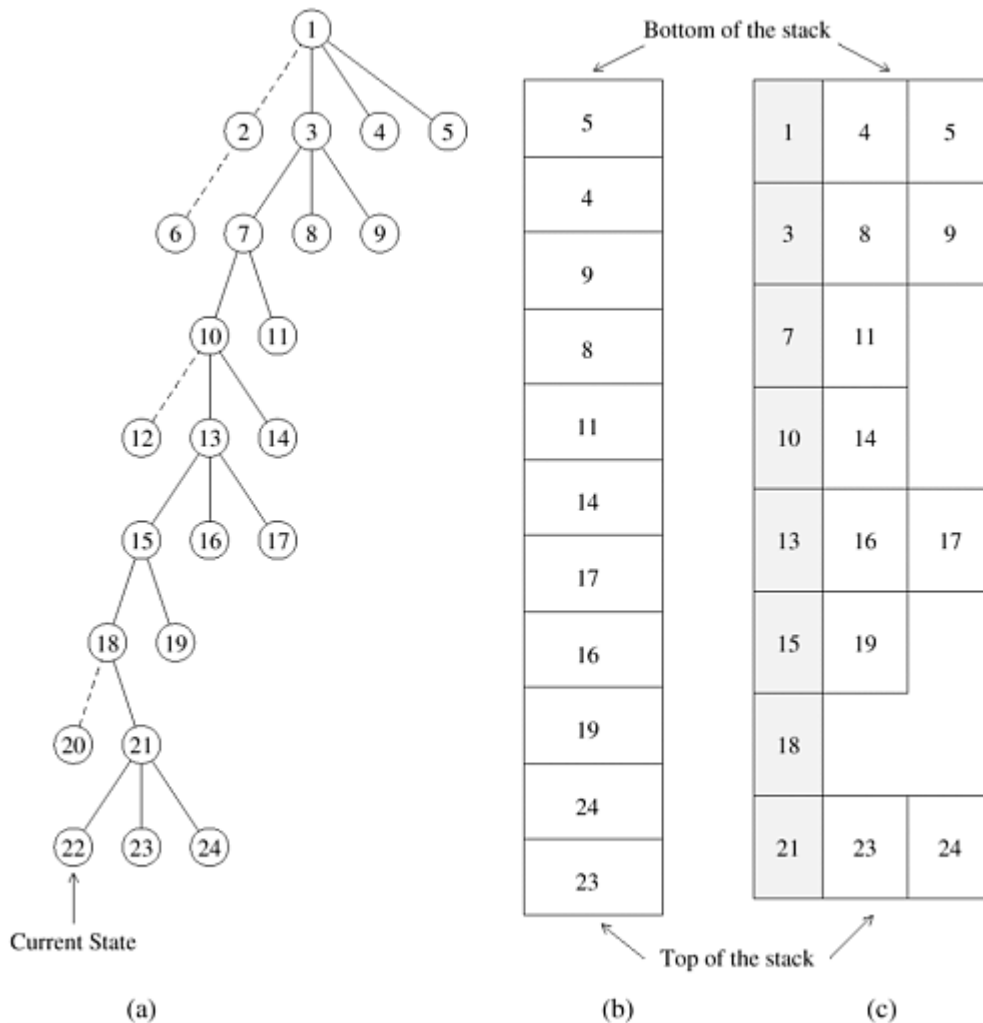 1
2 3 4 5
6 7 8 9
10 11
12 13 14
15 16 17
18 19
20 21
22 23 24
Current State
(a)
Bottom of the stack
5
4
9
8
11
14
17
16
19
24
23
(b)
1 4 5
3 8 9
7 11
10 14
13 16 17
15 19
18
21 23 24
Top of the stack
(c)